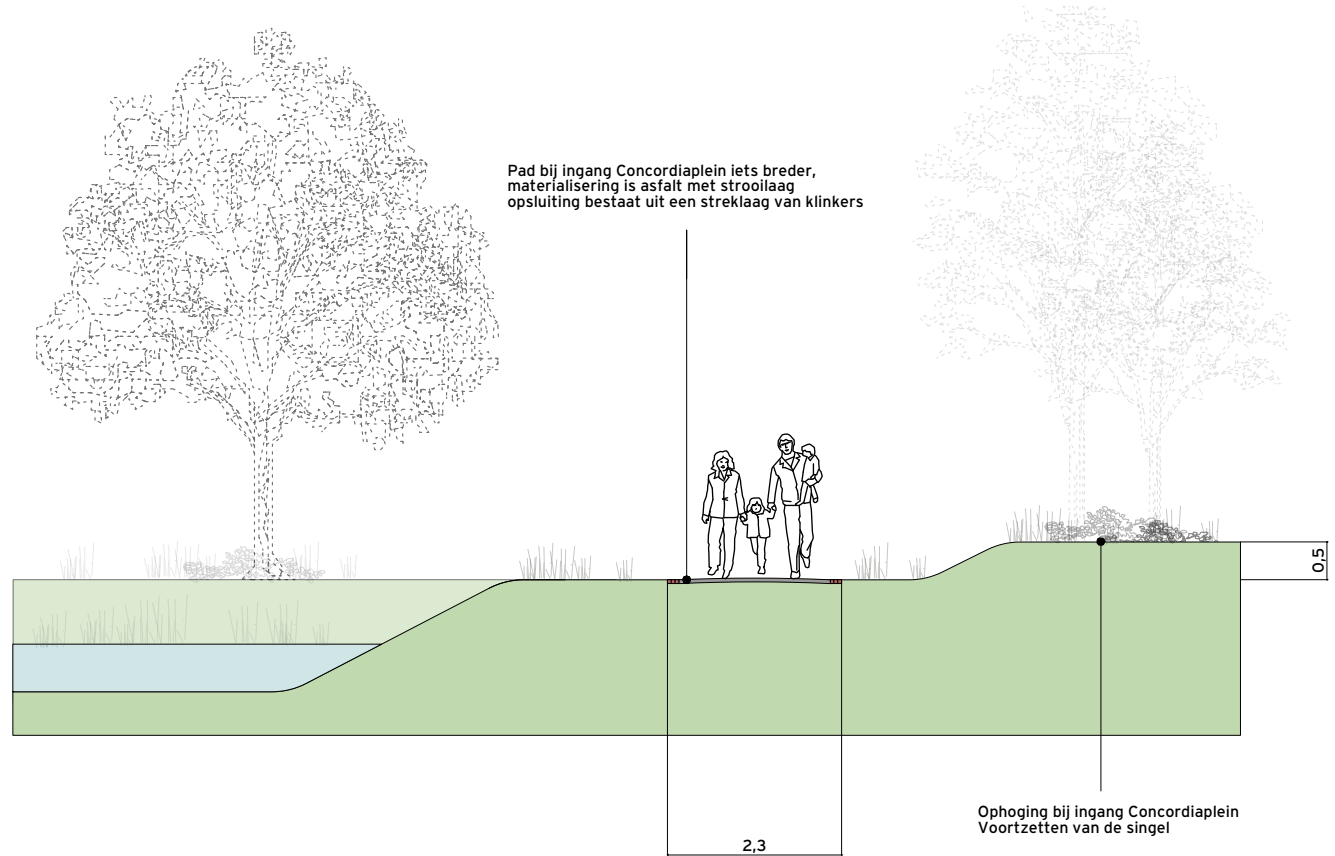 Pad bij ingang Concordiaplein iets breder,
materialisering is asfalt met strooilaag
opsluiting bestaat uit een streklaag van klinkers
0,5
Ophoging bij ingang Concordiaplein
Voortzetten van de singel
2,3